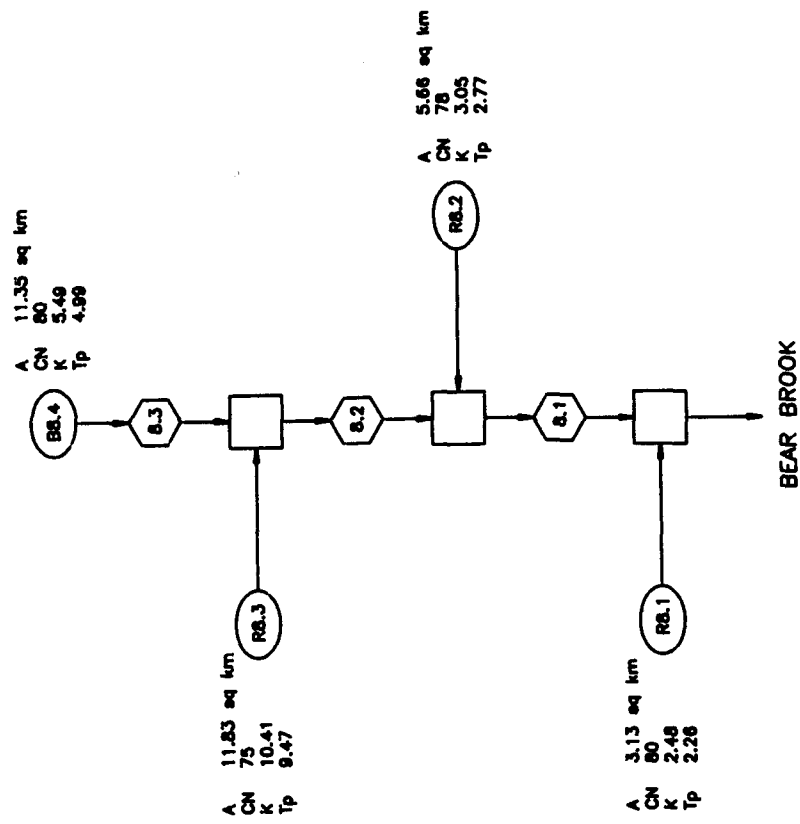 A 11.35 sq km
CN 80
K 5.49
Tp 4.99
B8.4
8.3
A 11.83 sq km
CN 75
K 10.41
Tp 9.47
R8.3
8.2
A 5.66 sq km
CN 78
K 3.05
Tp 2.77
R8.2
8.1
A 3.13 sq km
CN 80
K 2.48
Tp 2.26
R8.1
BEAR BROOK